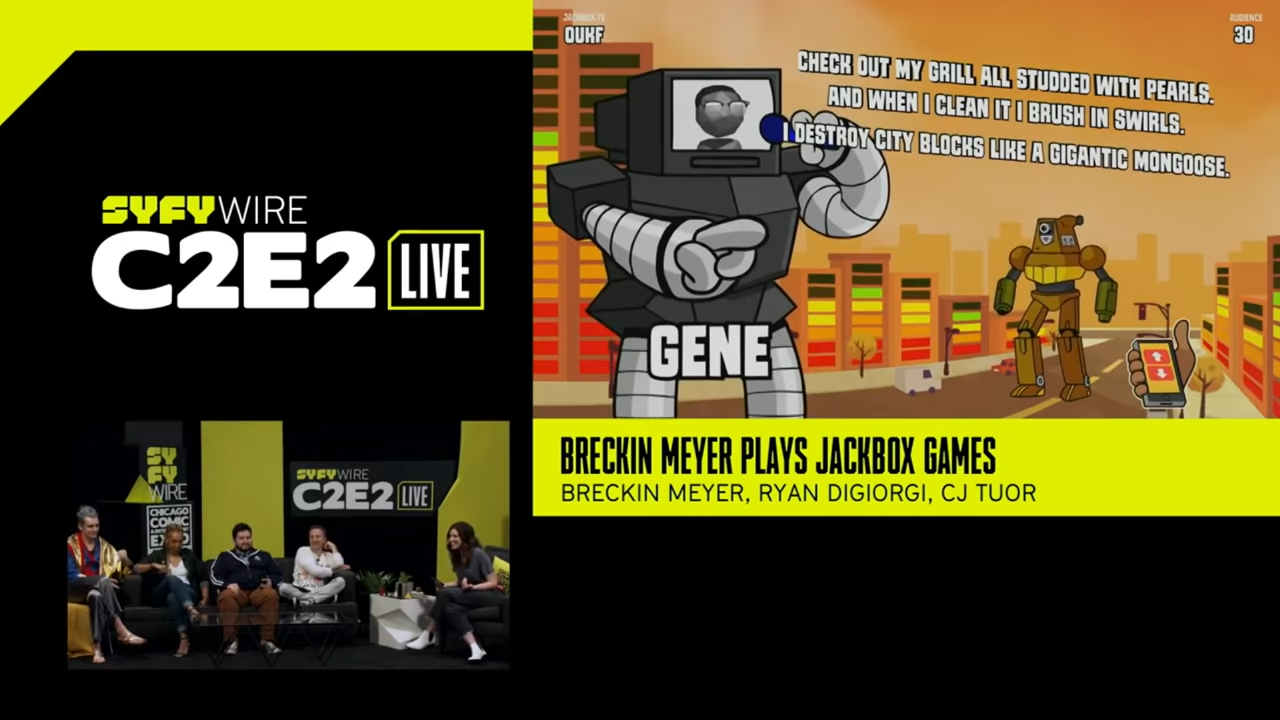 SYFY WIRE
C2E2 LIVE
JACKBOX.TV
OUKF
AUDIENCE
30
CHECK OUT MY GRILL ALL STUDDED WITH PEARLS.
AND WHEN I CLEAN IT I BRUSH IN SWIRLS.
I DESTROY CITY BLOCKS LIKE A GIGANTIC MONGOOSE.
GENE
BRECKIN MEYER PLAYS JACKBOX GAMES
BRECKIN MEYER, RYAN DIGIORGI, CJ TUOR
SY
FY
WIRE
CHICAGO
COMIC
SYFY WIRE
C2E2 LIVE